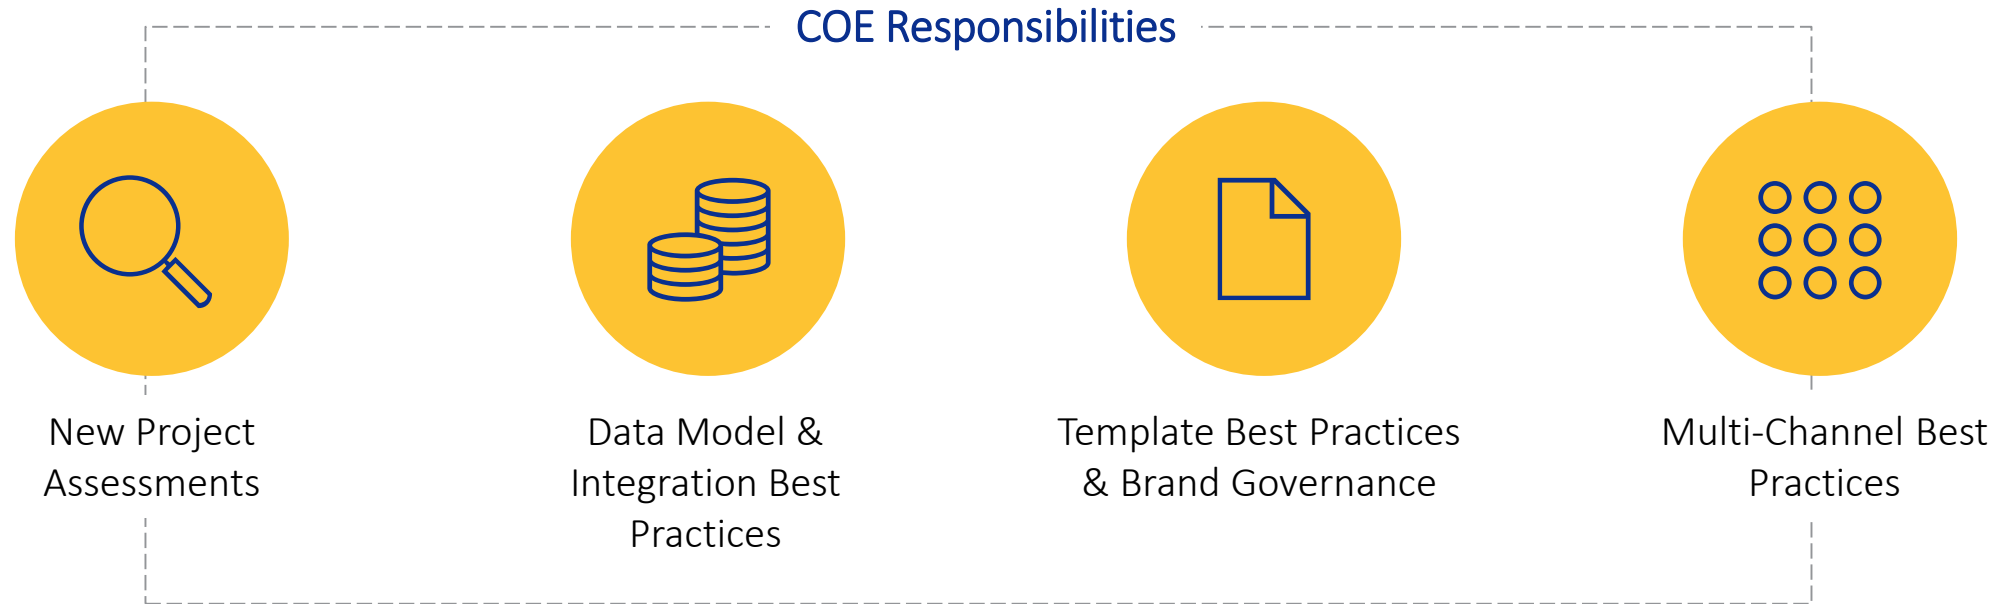 COE Responsibilities
New Project
Assessments
Data Model &
Integration Best
Practices
Template Best Practices
& Brand Governance
Multi-Channel Best
Practices